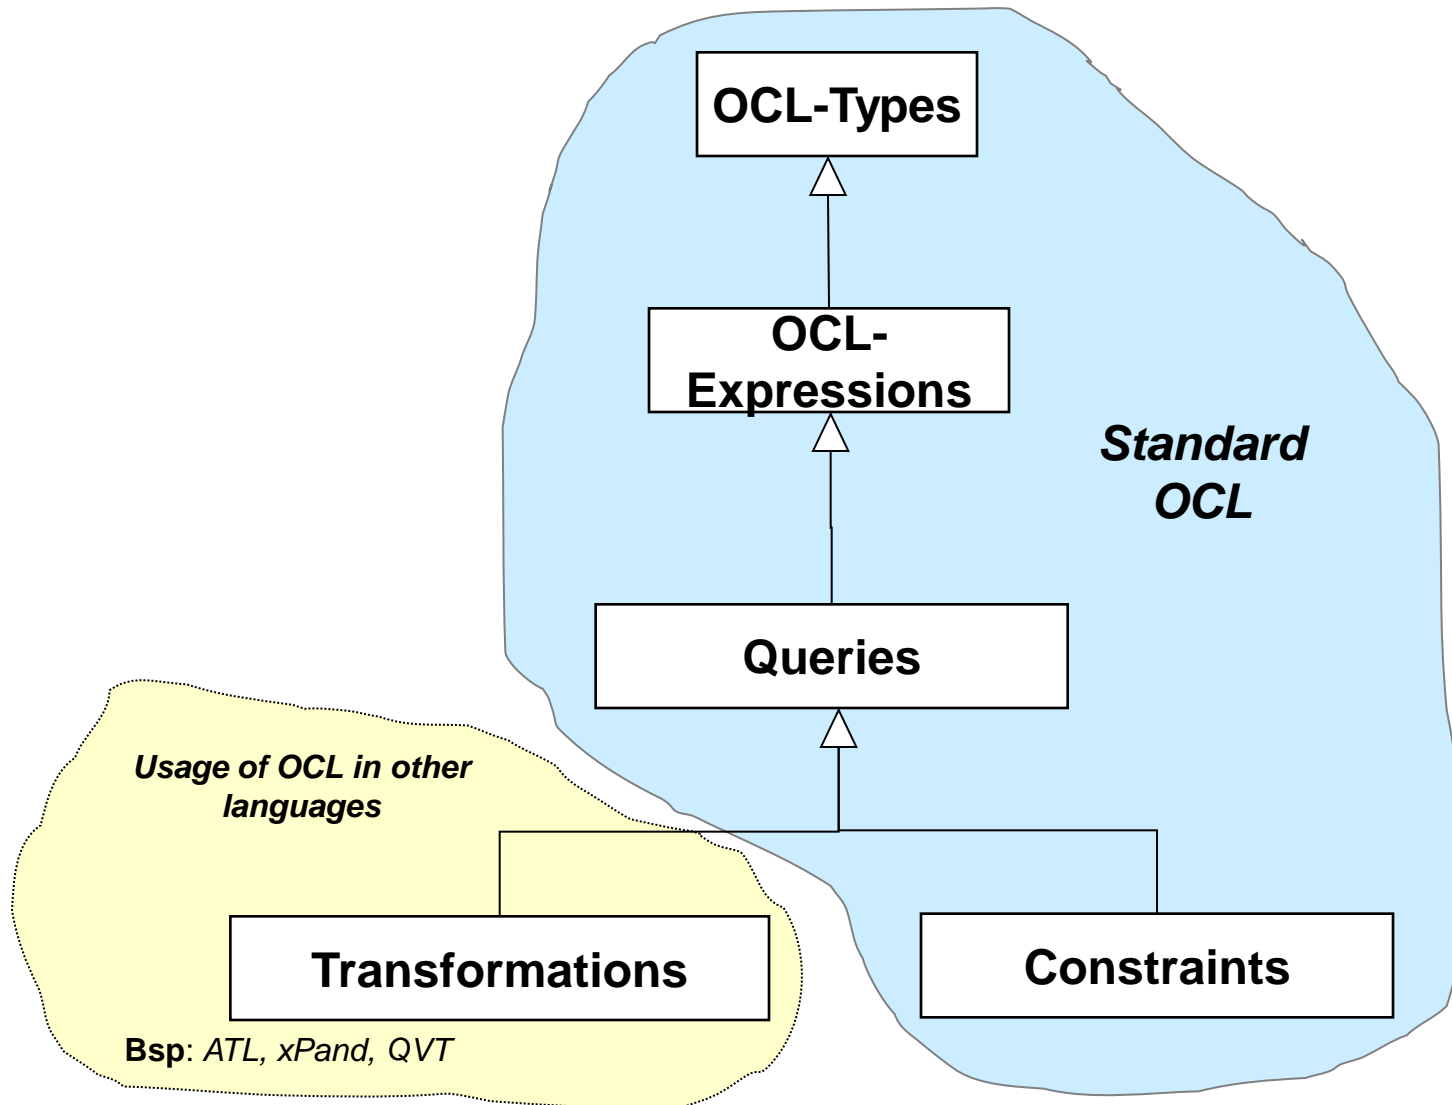 OCL-Types
OCL-
Expressions
Standard
OCL
Queries
Usage of OCL in other
languages
Transformations
Constraints
Bsp: ATL, xPand, QVT